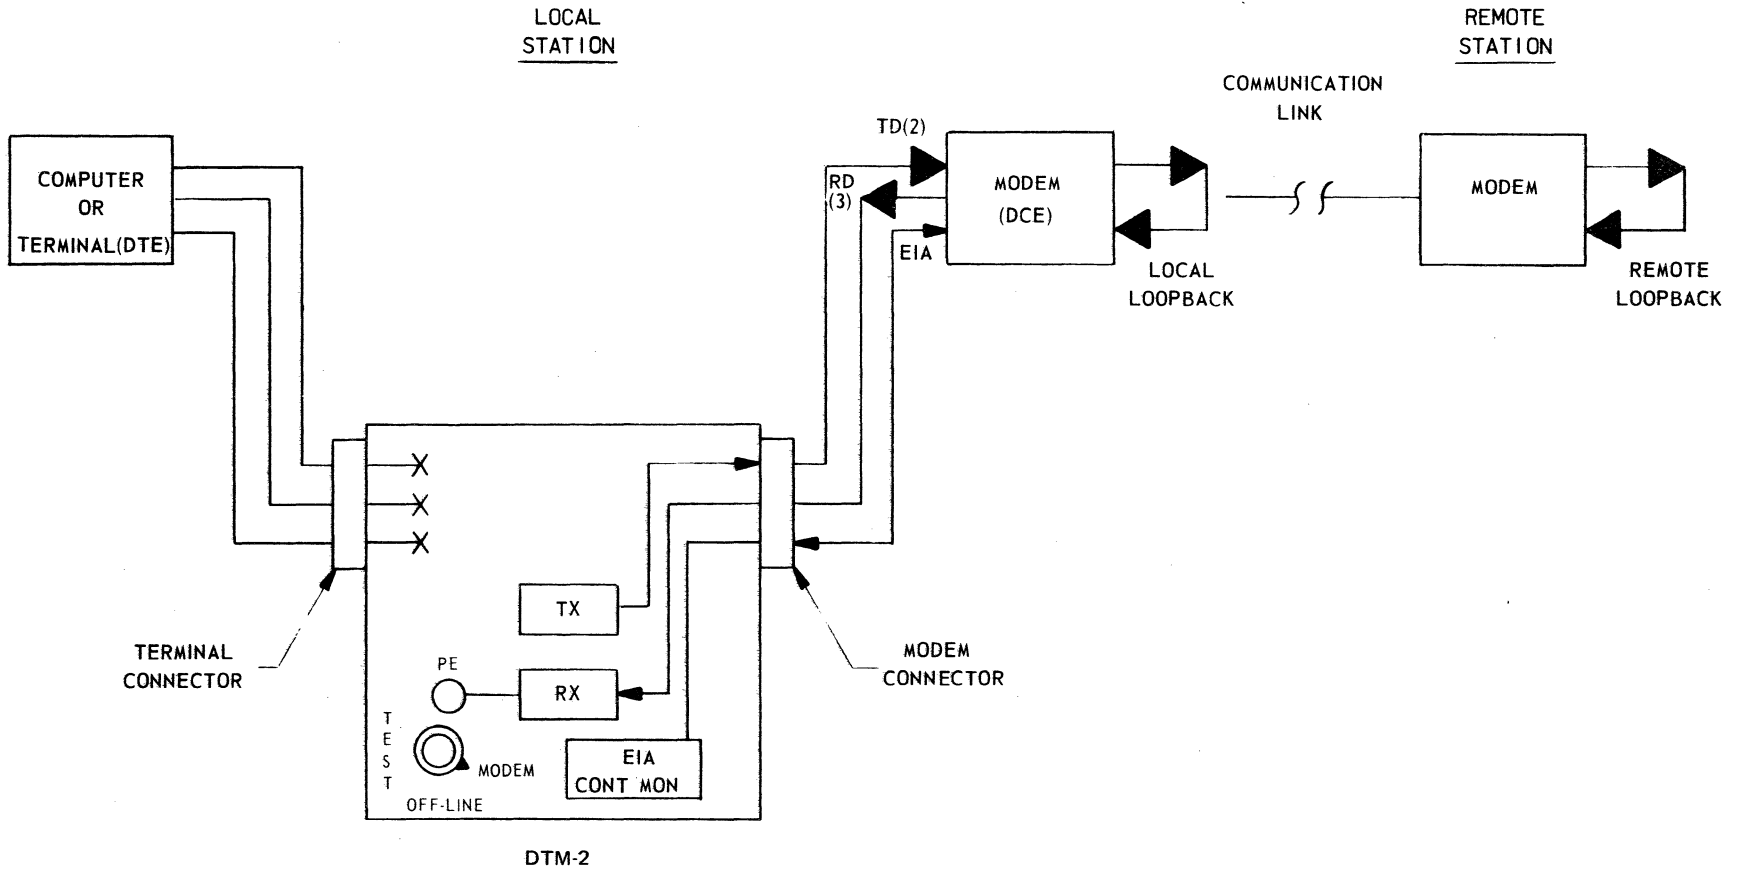 LOCAL
STATION
REMOTE
STATION
COMMUNICATION
LINK
COMPUTER
OR
TERMINAL(DTE)
TD(2)
RD
(3)
EIA
MODEM
(DCE)
LOCAL
LOOPBACK
MODEM
REMOTE
LOOPBACK
TERMINAL
CONNECTOR
MODEM
CONNECTOR
TX
PE
RX
TEST
MODEM
OFF-LINE
EIA
CONT MON
DTM-2